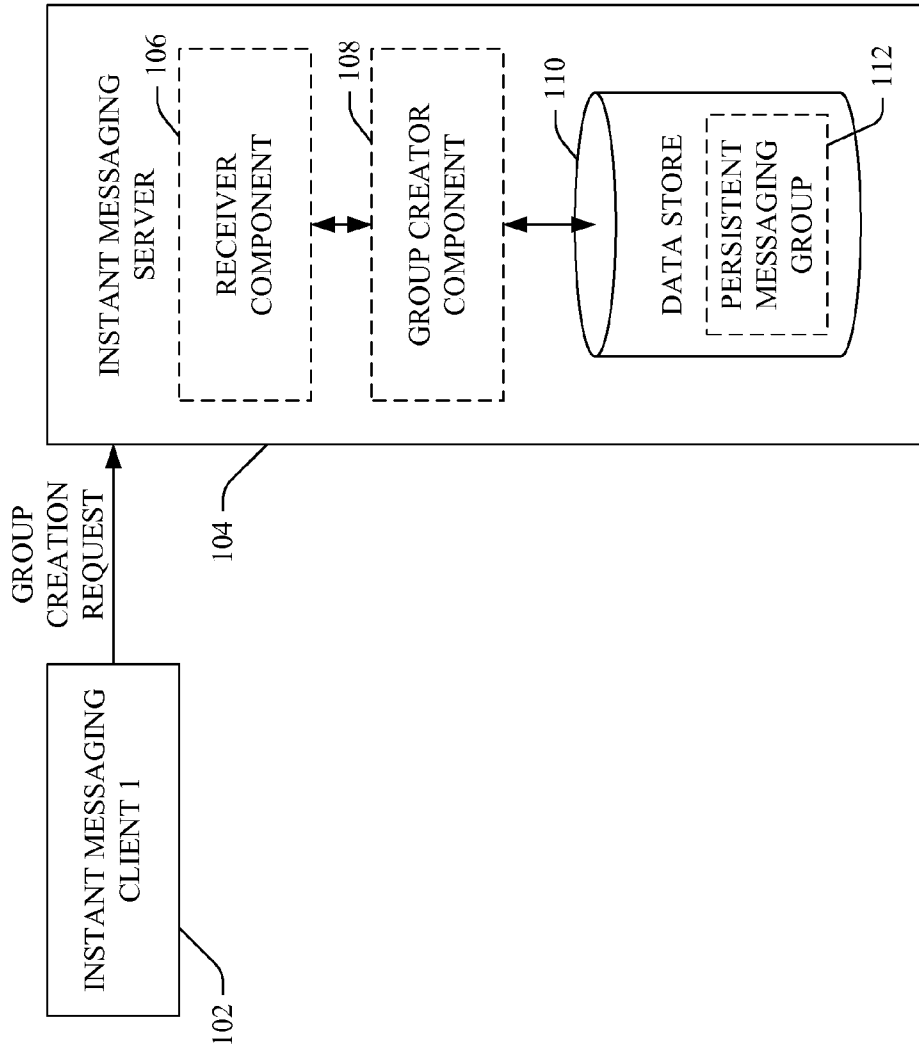 INSTANT MESSAGING
CLIENT 1
102
GROUP
CREATION
REQUEST
104
INSTANT MESSAGING
SERVER
106
RECEIVER
COMPONENT
108
GROUP CREATOR
COMPONENT
110
DATA STORE
PERSISTENT
MESSAGING
GROUP
112